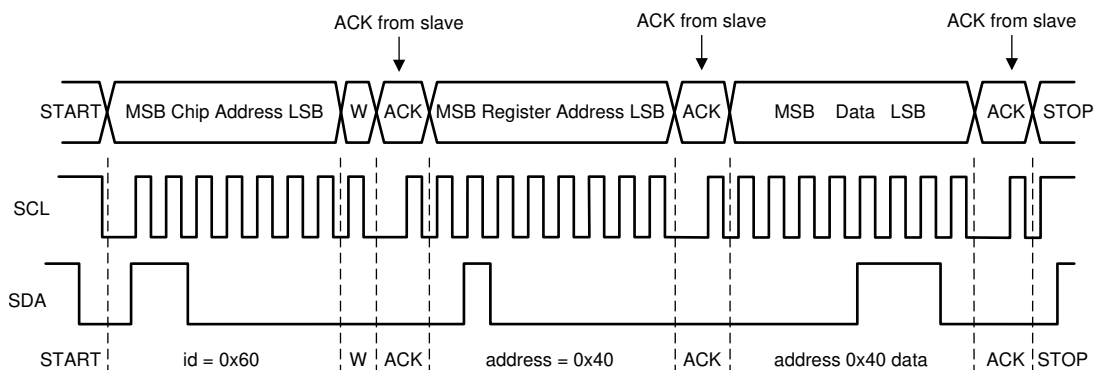 ACK from slave ACK from slave ACK from slave
START MSB Chip Address LSB W ACK MSB Register Address LSB ACK MSB Data LSB ACK STOP
SCL
SDA
START id = 0x60 W ACK address = 0x40 ACK address 0x40 data ACK STOP